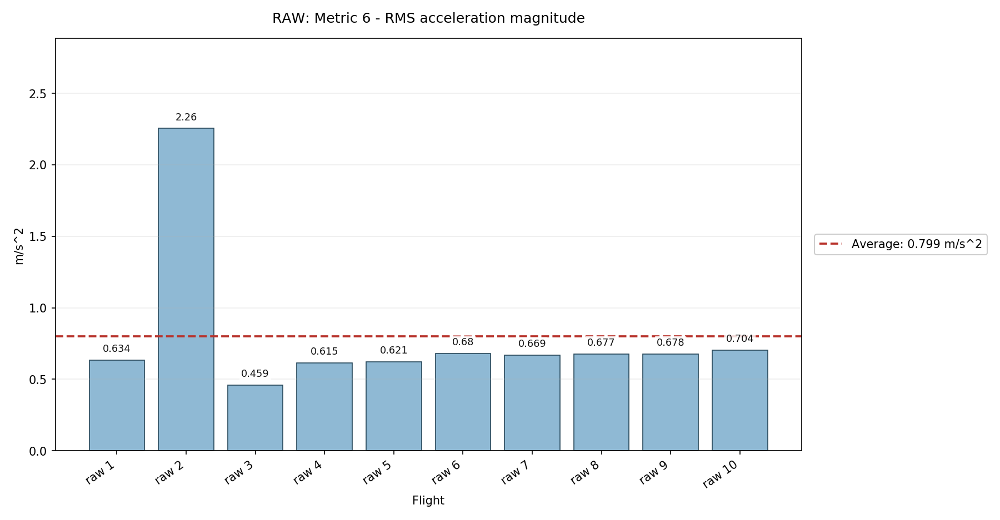 RAW: Metric 6 - RMS acceleration magnitude
m/s^2
2.5
2.0
1.5
1.0
0.5
0.0
0.634
2.26
0.459
0.615
0.621
0.68
0.669
0.677
0.678
0.704
Average: 0.799 m/s^2
raw 1
raw 2
raw 3
raw 4
raw 5
raw 6
raw 7
raw 8
raw 9
raw 10
Flight